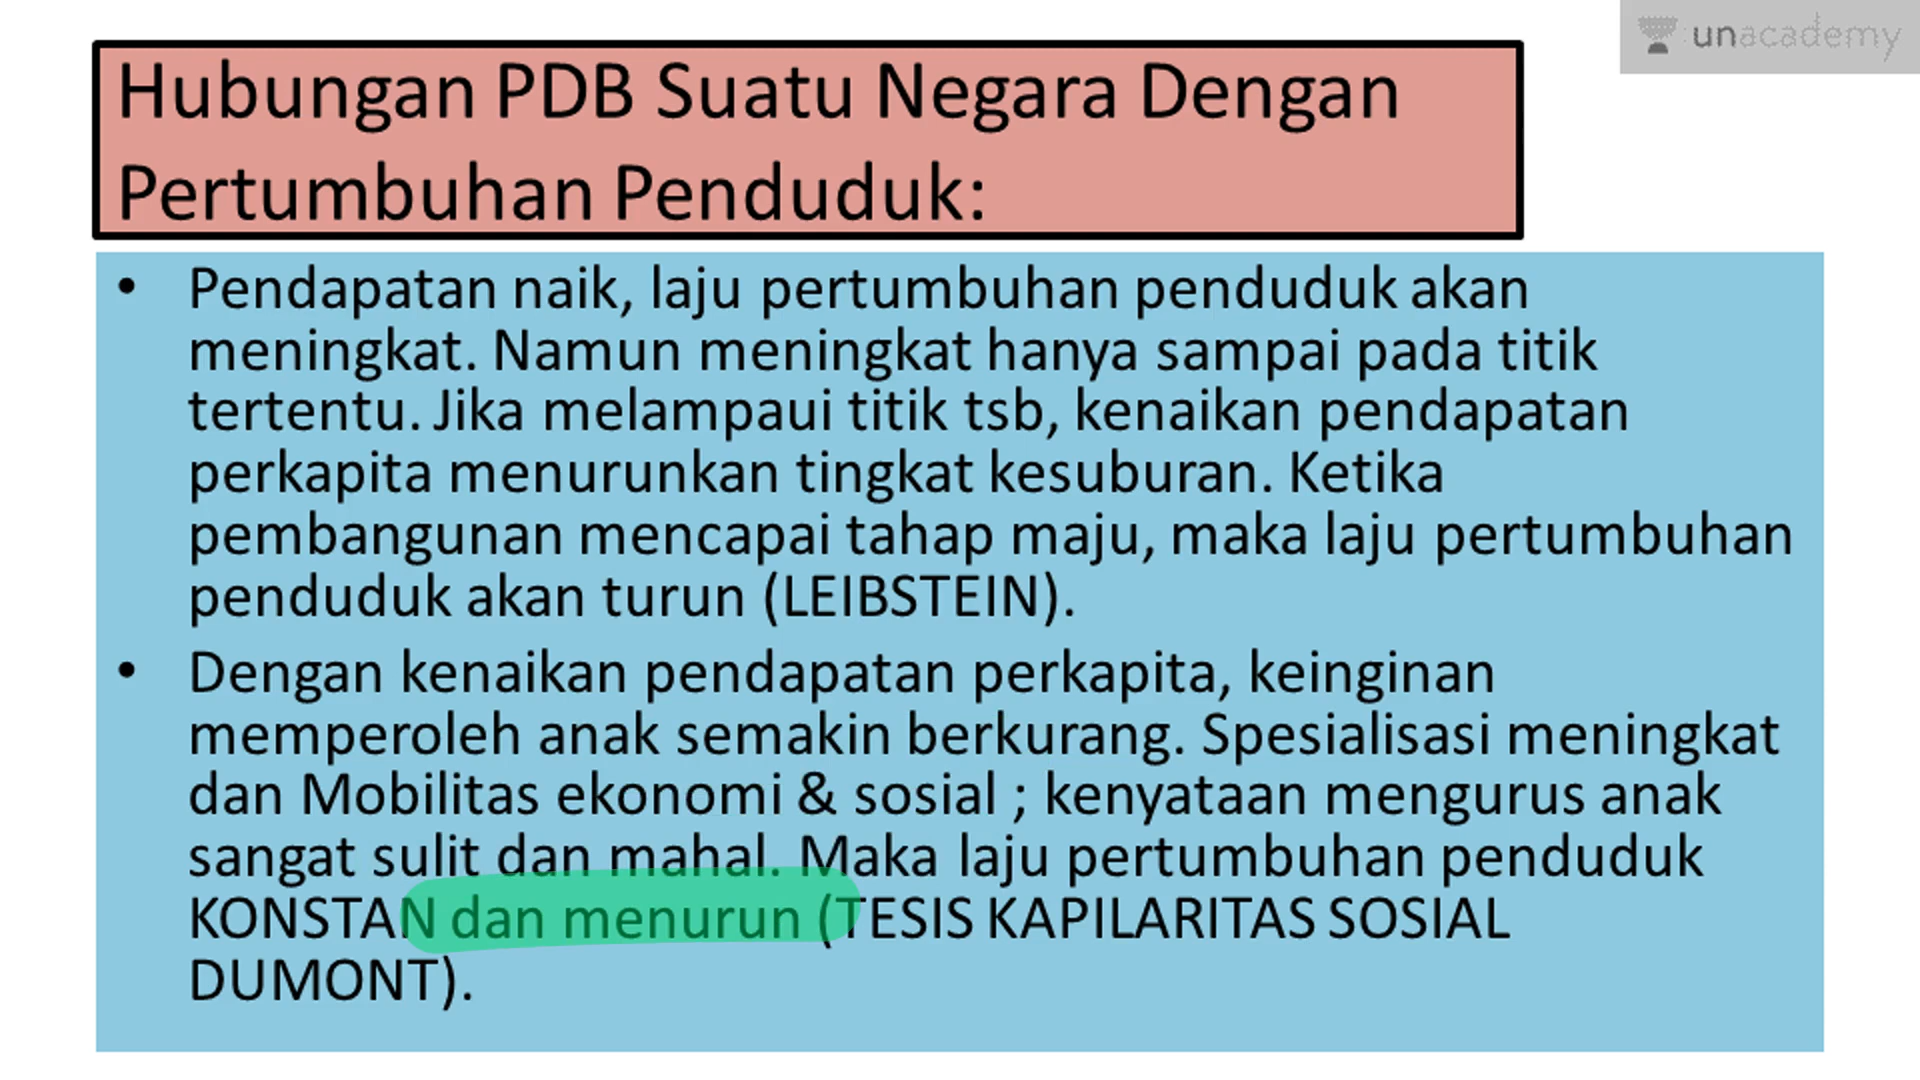 unacademy
Hubungan PDB Suatu Negara Dengan
Pertumbuhan Penduduk:
• Pendapatan naik, laju pertumbuhan penduduk akan
meningkat. Namun meningkat hanya sampai pada titik
tertentu. Jika melampaui titik tsb, kenaikan pendapatan
perkapita menurunkan tingkat kesuburan. Ketika
pembangunan mencapai tahap maju, maka laju pertumbuhan
penduduk akan turun (LEIBSTEIN).
• Dengan kenaikan pendapatan perkapita, keinginan
memperoleh anak semakin berkurang. Spesialisasi meningkat
dan Mobilitas ekonomi & sosial ; kenyataan mengurus anak
sangat sulit dan mahal. Maka laju pertumbuhan penduduk
KONSTAN dan menurun (TESIS KAPILARITAS SOSIAL
DUMONT).